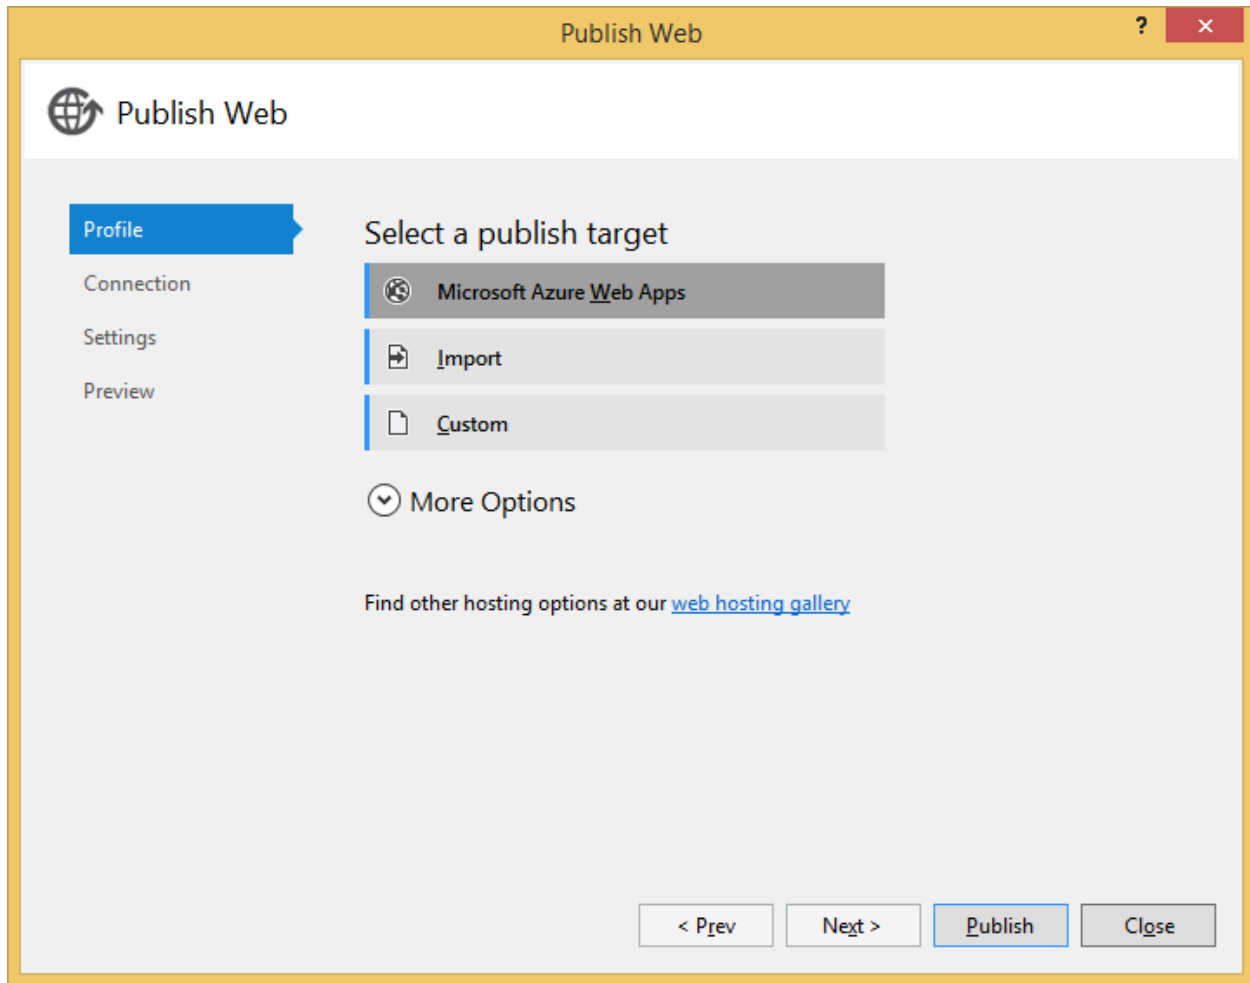 Publish Web
?
Publish Web
Profile
Connection
Settings
Preview
Select a publish target
Microsoft Azure Web Apps
Import
Custom
More Options
Find other hosting options at our web hosting gallery
< Prev Next > Publish Close